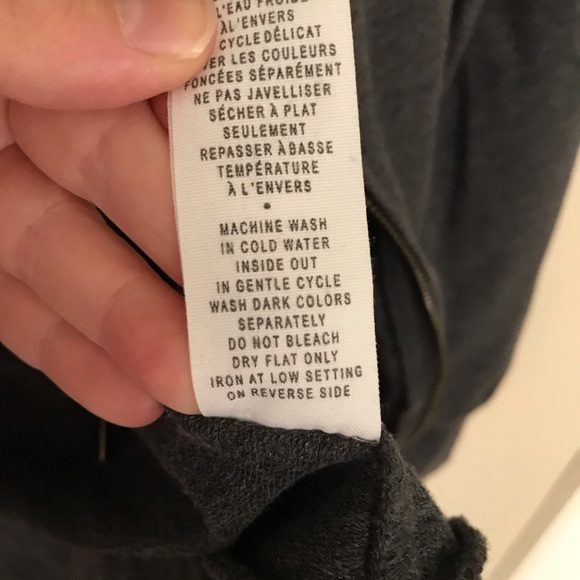 L'EAU FROIDE
À L'ENVERS
CYCLE DÉLICAT
LES COULEURS
FONCÉES SÉPARÉMENT
NE PAS JAVELLISER
SÉCHER À PLAT
SEULEMENT
REPASSER À BASSE
TEMPÉRATURE
À L'ENVERS
•
MACHINE WASH
IN COLD WATER
INSIDE OUT
IN GENTLE CYCLE
WASH DARK COLORS
SEPARATELY
DO NOT BLEACH
DRY FLAT ONLY
IRON AT LOW SETTING
ON REVERSE SIDE